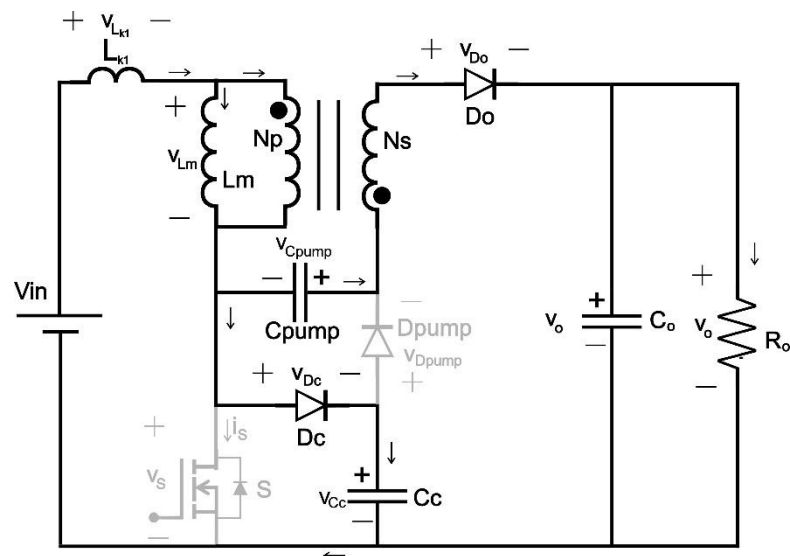 + v_Lk1 −
L_k1
+ v_Do −
Do
+
v_Lm
−
Lm
Np
Ns
v_Cpump
− +
Cpump
Vin
−
Dpump
v_Dpump
+
v_Dc
+ −
Dc
+
v_o
−
C_o
+
v_o
−
R_o
+
v_S
−
i_S
S
+
v_Cc
−
Cc